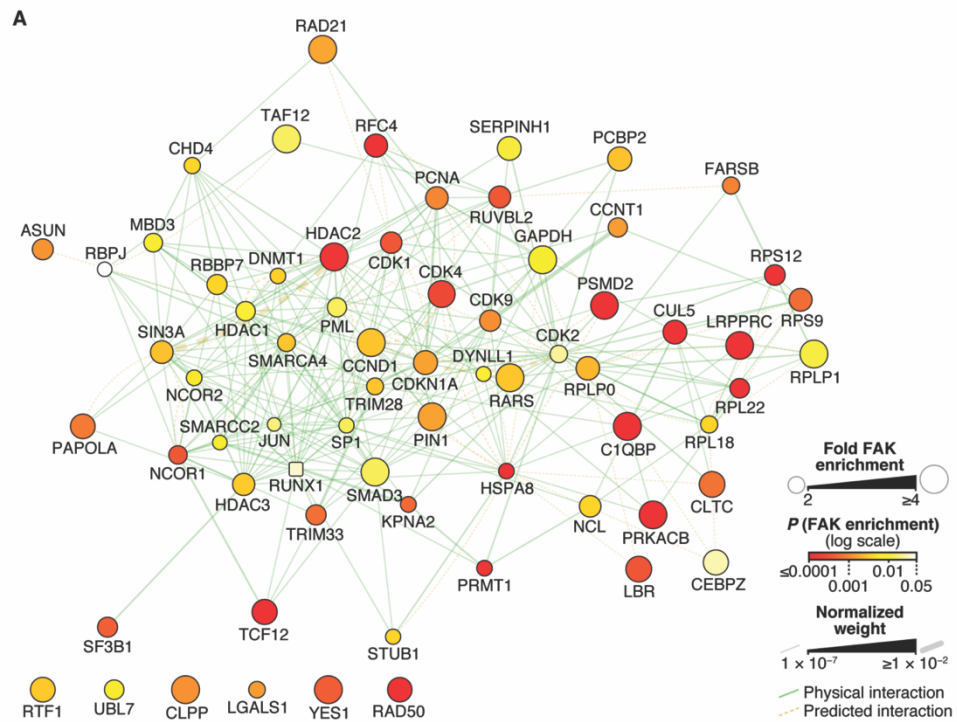 A
RAD21
TAF12
RFC4
SERPINH1
PCBP2
CHD4
PCNA
FARSB
RUVBL2
CCNT1
ASUN
MBD3
HDAC2
GAPDH
RBPJ
CDK1
RPS12
RBBP7
DNMT1
CDK4
PSMD2
CDK9
CUL5
LRPPRC
RPS9
HDAC1
PML
SIN3A
CDK2
SMARCA4
CCND1
DYNLL1
RPLP1
NCOR2
CDKN1A
RPLP0
TRIM28
RARS
RPL22
SMARCC2
PAPOLA
JUN
SP1
PIN1
C1QBP
RPL18
NCOR1
RUNX1
SMAD3
HSPA8
HDAC3
CLTC
KPNA2
TRIM33
NCL
PRKACB
PRMT1
LBR
CEBPZ
SF3B1
TCF12
STUB1
RTF1
UBL7
CLPP
LGALS1
YES1
RAD50
Fold FAK
enrichment
2 ≥4
P (FAK enrichment)
(log scale)
≤0.0001 0.01
0.001 0.05
Normalized
weight
1 × 10⁻⁷ ≥1 × 10⁻²
Physical interaction
Predicted interaction